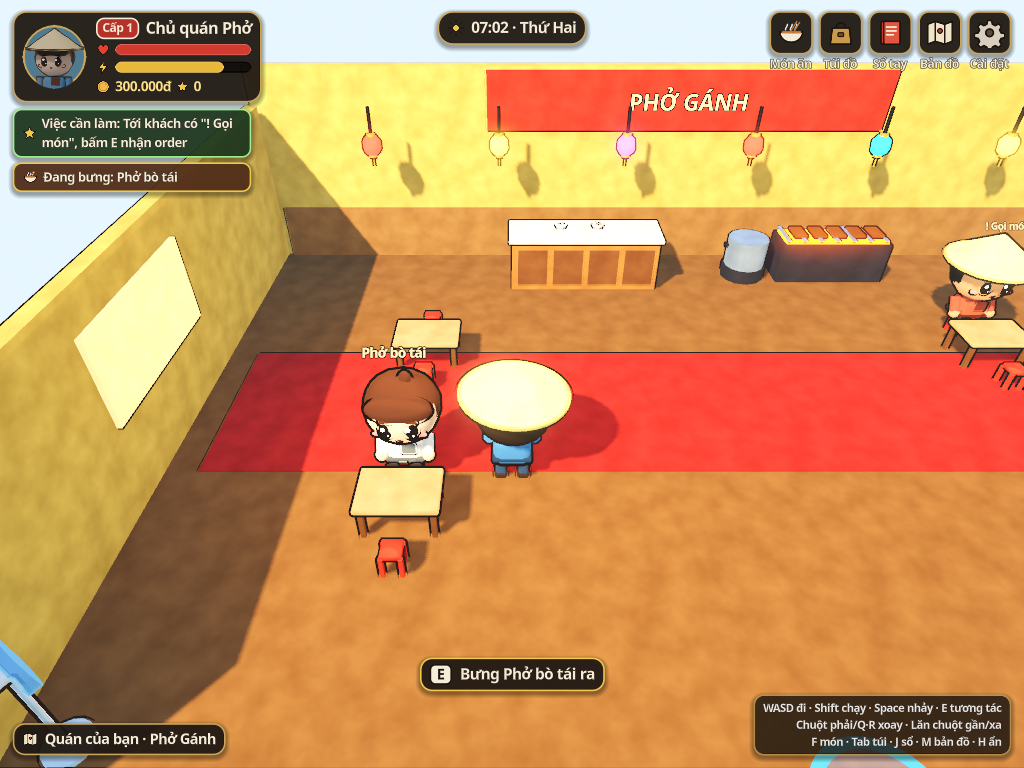 Cấp 1 Chủ quán Phở
300.000đ 0
Việc cần làm: Tới khách có "! Gọi
món", bấm E nhận order
Đang bưng: Phở bò tái
07:02 · Thứ Hai
Món ăn Túi đồ Sổ tay Bản đồ Cài đặt
PHỞ GÁNH
! Gọi mó
Phở bò tái
E Bưng Phở bò tái ra
Quán của bạn · Phở Gánh
WASD đi · Shift chạy · Space nhảy · E tương tác
Chuột phải/Q·R xoay · Lăn chuột gần/xa
F món · Tab túi · J sổ · M bản đồ · H ẩn